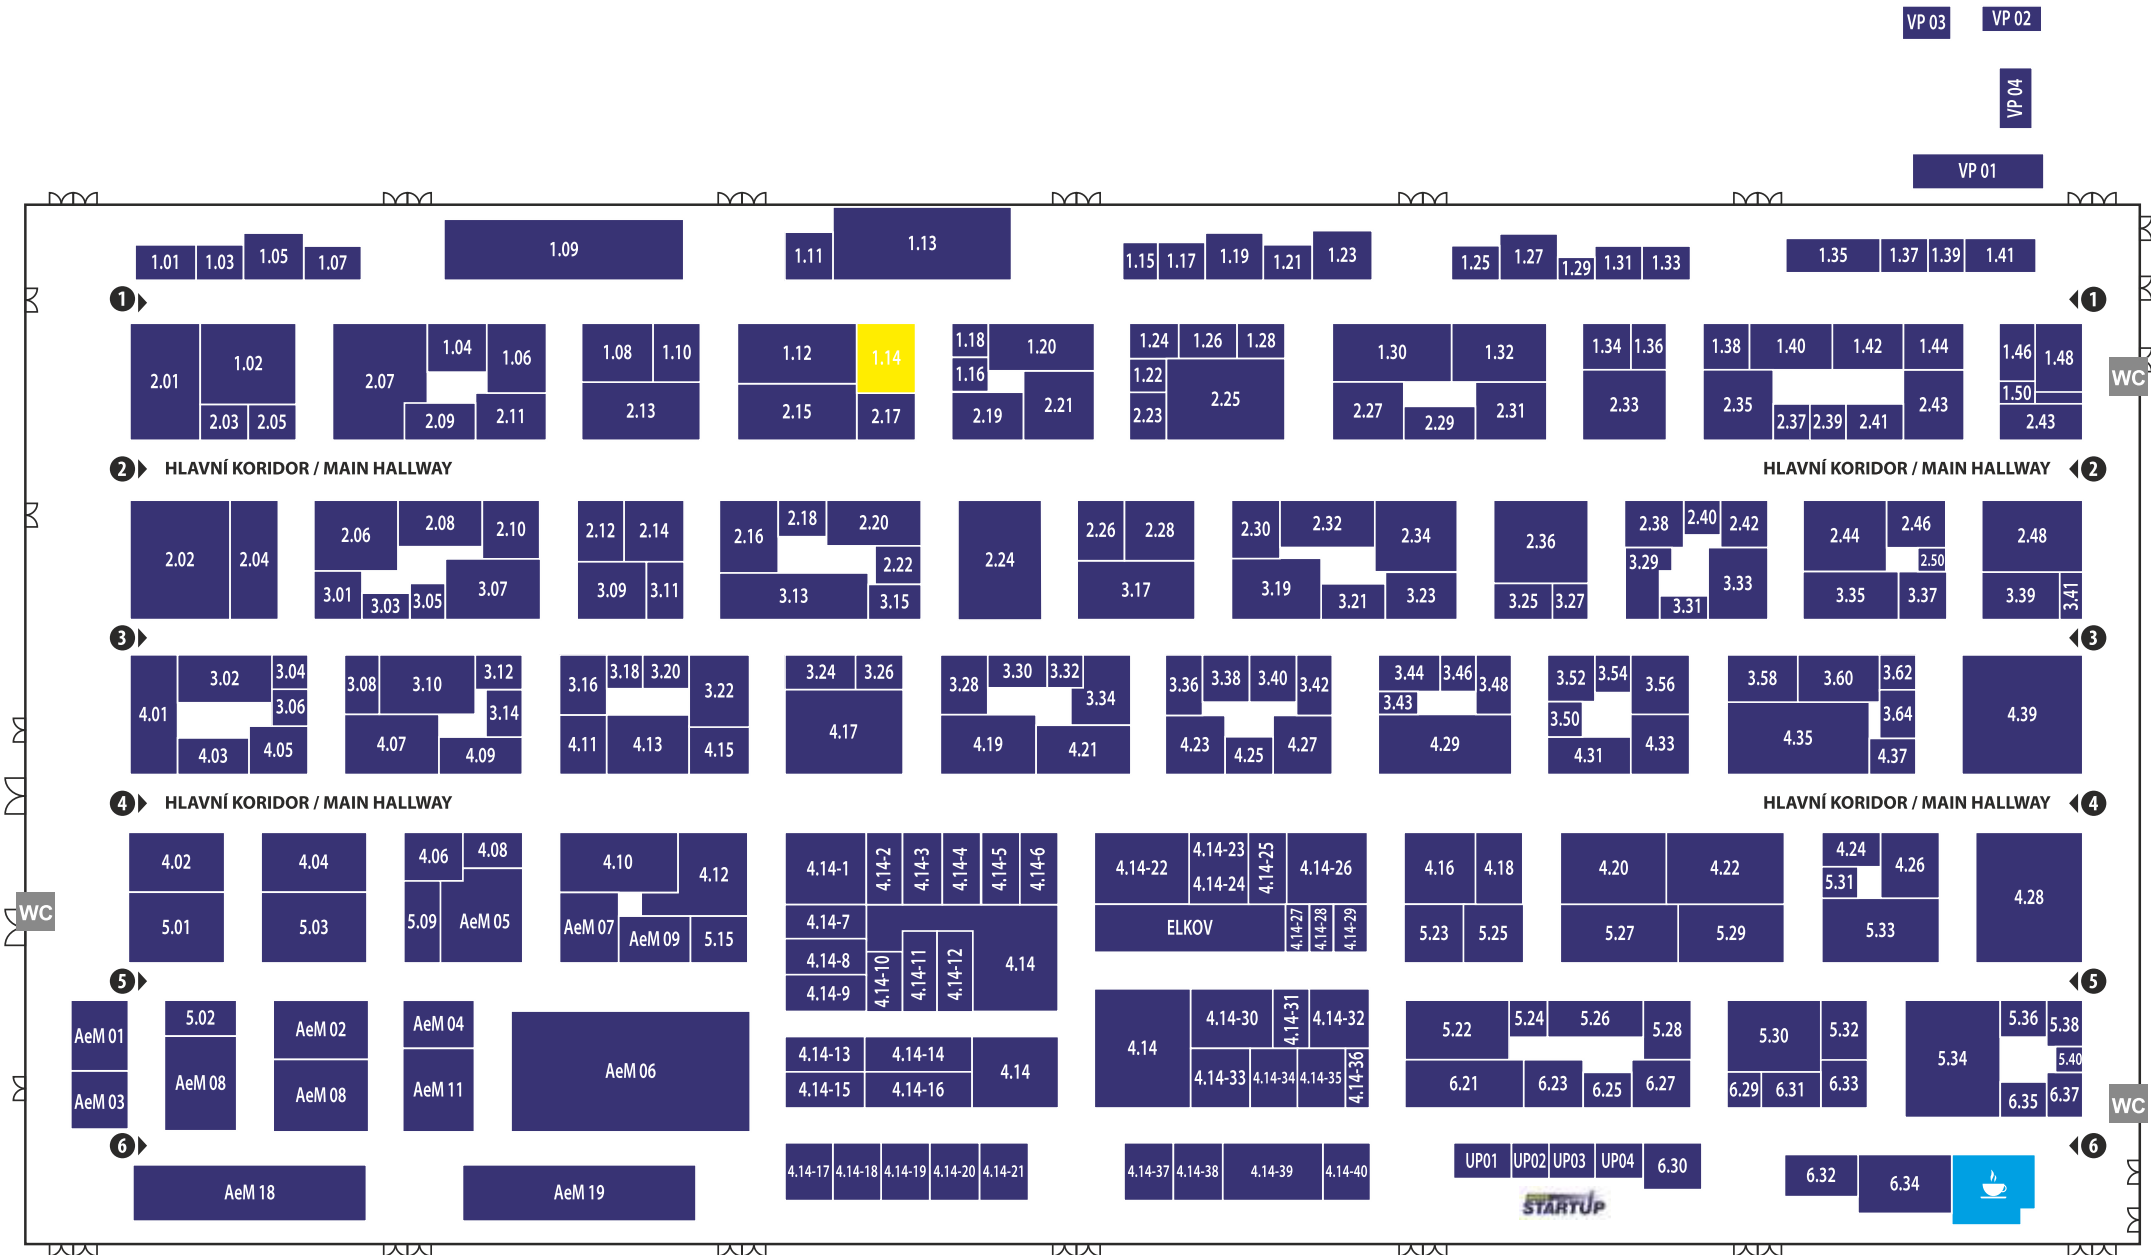 VP 03 VP 02
VP 04
VP 01
1.01 1.03 1.05 1.07 1.09 1.11 1.13 1.15 1.17 1.19 1.21 1.23 1.25 1.27 1.29 1.31 1.33 1.35 1.37 1.39 1.41
1 1
2.01 1.02 2.07 1.04 1.06 1.08 1.10 1.12 1.14 1.18 1.20 1.24 1.26 1.28 1.30 1.32 1.34 1.36 1.38 1.40 1.42 1.44 1.46 1.48 WC
1.16 1.22 1.50
2.03 2.05 2.09 2.11 2.13 2.15 2.17 2.19 2.21 2.23 2.25 2.27 2.29 2.31 2.33 2.35 2.37 2.39 2.41 2.43 2.43
2 HLAVNÍ KORIDOR / MAIN HALLWAY HLAVNÍ KORIDOR / MAIN HALLWAY 2
2.02 2.04 2.06 2.08 2.10 2.12 2.14 2.16 2.18 2.20 2.24 2.26 2.28 2.30 2.32 2.34 2.36 2.38 2.40 2.42 2.44 2.46 2.48
2.22 3.29 2.50
3.01 3.03 3.05 3.07 3.09 3.11 3.13 3.15 3.17 3.19 3.21 3.23 3.25 3.27 3.31 3.33 3.35 3.37 3.39 3.41
3 3
4.01 3.02 3.04 3.08 3.10 3.12 3.16 3.18 3.20 3.22 3.24 3.26 3.28 3.30 3.32 3.34 3.36 3.38 3.40 3.42 3.44 3.46 3.48 3.52 3.54 3.56 3.58 3.60 3.62 4.39
3.06 3.14 3.43 3.50 3.64
4.03 4.05 4.07 4.09 4.11 4.13 4.15 4.17 4.19 4.21 4.23 4.25 4.27 4.29 4.31 4.33 4.35 4.37
4 HLAVNÍ KORIDOR / MAIN HALLWAY HLAVNÍ KORIDOR / MAIN HALLWAY 4
4.02 4.04 4.06 4.08 4.10 4.12 4.14-1 4.14-2 4.14-3 4.14-4 4.14-5 4.14-6 4.14-22 4.14-23 4.14-24 4.14-25 4.14-26 4.16 4.18 4.20 4.22 4.24 4.26 4.28
5.31
WC 5.01 5.03 5.09 AeM 05 AeM 07 AeM 09 5.15 4.14-7 ELKOV 4.14-27 4.14-28 4.14-29 5.23 5.25 5.27 5.29 5.33
4.14-8 4.14-10 4.14-11 4.14-12 4.14
4.14-9
5 5
AeM 01 5.02 AeM 02 AeM 04 AeM 06 4.14 4.14-30 4.14-31 4.14-32 5.22 5.24 5.26 5.28 5.30 5.32 5.34 5.36 5.38
4.14-13 4.14-14 4.14 5.40
AeM 03 AeM 08 AeM 08 AeM 11 4.14-15 4.14-16 4.14-33 4.14-34 4.14-35 4.14-36 6.21 6.23 6.25 6.27 6.29 6.31 6.33 6.35 6.37 WC
6 6
AeM 18 AeM 19 4.14-17 4.14-18 4.14-19 4.14-20 4.14-21 4.14-37 4.14-38 4.14-39 4.14-40 UP01 UP02 UP03 UP04 6.30 6.32 6.34
STARTUP